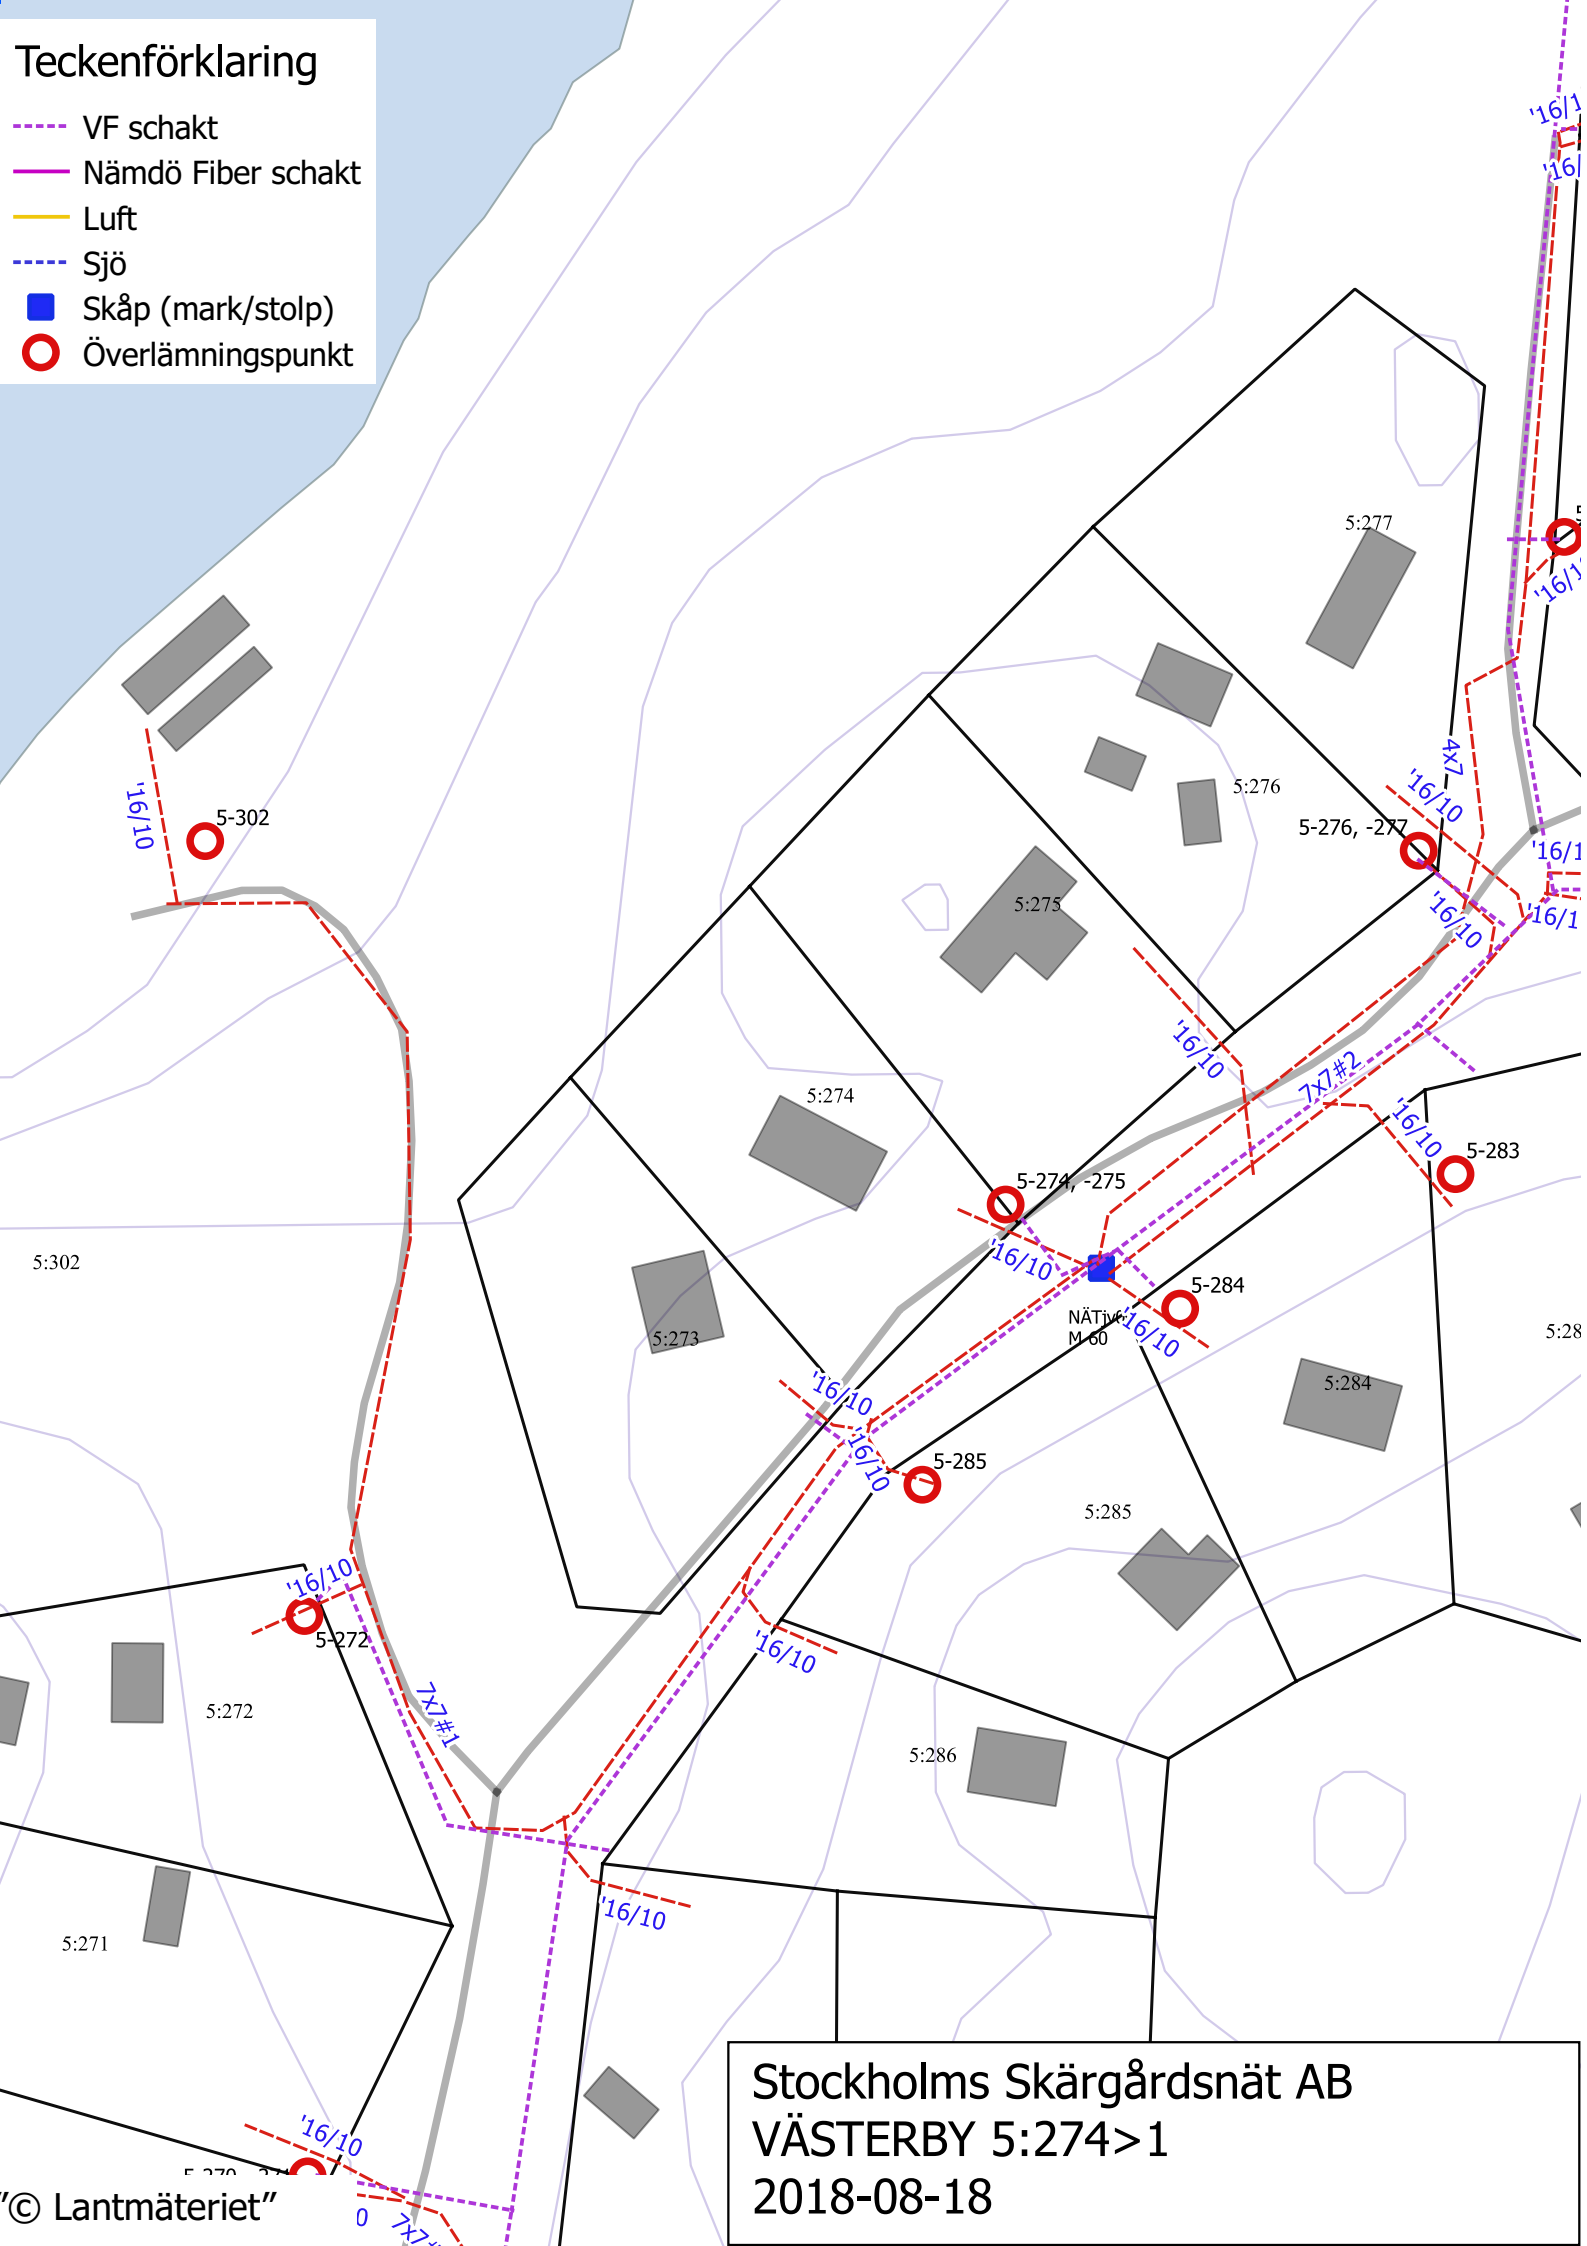 Teckenförklaring
VF schakt
Nämdö Fiber schakt
Luft
Sjö
Skåp (mark/stolp)
Överlämningspunkt
5:277
4x7
'16/10
5:276
5-276, -277
'16/10
5-302
'16/10
5:275
'16/10
7x7#2
5:274
'16/10
5-283
5-274, -275
'16/10
5:302
5-284
M 60
'16/10
5:273
5:284
'16/10
'16/10
5-285
5:285
'16/10
5-272
'16/10
5:272
7x7#1
5:286
'16/10
5:271
'16/10
"© Lantmäteriet"
Stockholms Skärgårdsnät AB
VÄSTERBY 5:274>1
2018-08-18